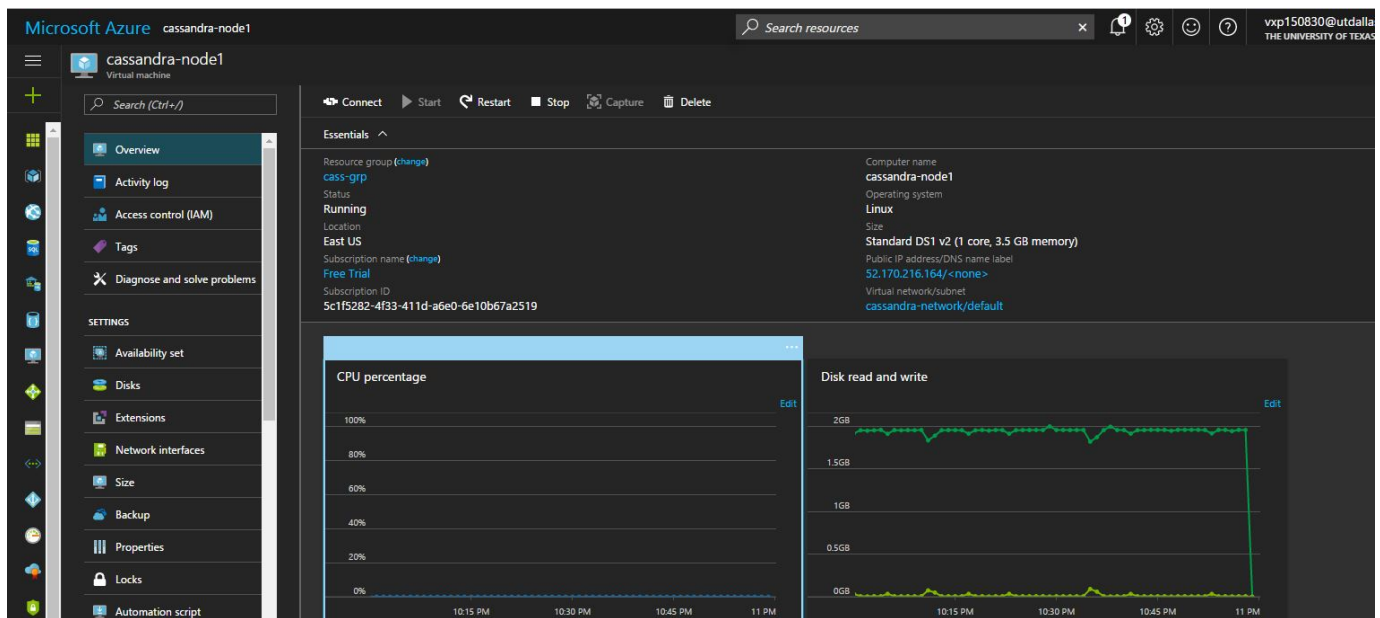 Microsoft Azure cassandra-node1
Search resources
1
vxp150830@utdallas
THE UNIVERSITY OF TEXAS
cassandra-node1
Virtual machine
Search (Ctrl+/)
Overview
Activity log
Access control (IAM)
Tags
Diagnose and solve problems
SETTINGS
Availability set
Disks
Extensions
Network interfaces
Size
Backup
Properties
Locks
Automation script
Connect Start Restart Stop Capture Delete
Essentials
Resource group (change)
cass-grp
Status
Running
Location
East US
Subscription name (change)
Free Trial
Subscription ID
5c1f5282-4f33-411d-a6e0-6e10b67a2519
Computer name
cassandra-node1
Operating system
Linux
Size
Standard DS1 v2 (1 core, 3.5 GB memory)
Public IP address/DNS name label
52.170.216.164/<none>
Virtual network/subnet
cassandra-network/default
CPU percentage
Edit
100%
80%
60%
40%
20%
0%
10:15 PM 10:30 PM 10:45 PM 11 PM
Disk read and write
Edit
2GB
1.5GB
1GB
0.5GB
0GB
10:15 PM 10:30 PM 10:45 PM 11 PM